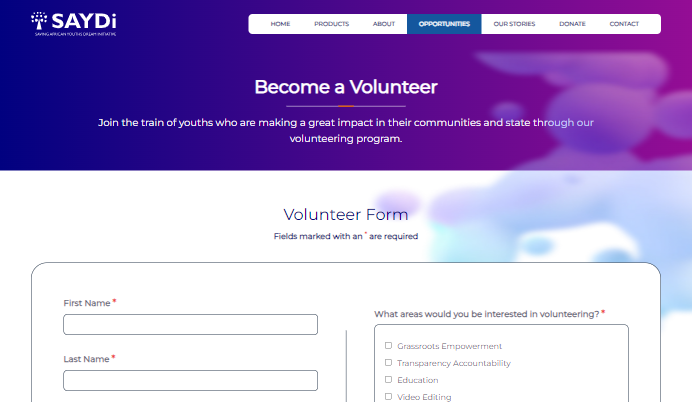 SAYDi
SAVING AFRICAN YOUTHS DREAM INITIATIVE
HOME PRODUCTS ABOUT OPPORTUNITIES OUR STORIES DONATE CONTACT
Become a Volunteer
Join the train of youths who are making a great impact in their communities and state through our
volunteering program.
Volunteer Form
Fields marked with an * are required
First Name *
Last Name *
What areas would you be interested in volunteering? *
Grassroots Empowerment
Transparency Accountability
Education
Video Editing